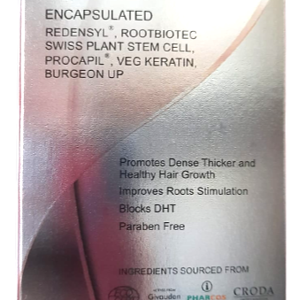 ENCAPSULATED
REDENSYL®, ROOTBIOTEC
SWISS PLANT STEM CELL,
PROCAPIL®, VEG KERATIN,
BURGEON UP
Promotes Dense Thicker and
Healthy Hair Growth
Improves Roots Stimulation
Blocks DHT
Paraben Free
INGREDIENTS SOURCED FROM
Givaudan
CRODA